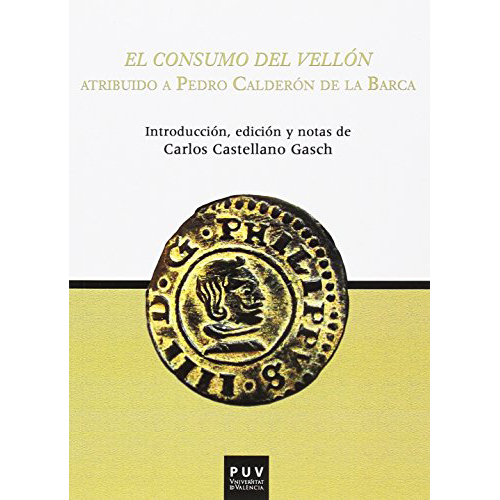 EL CONSUMO DEL VELLÓN
ATRIBUIDO A PEDRO CALDERÓN DE LA BARCA
Introducción, edición y notas de
Carlos Castellano Gasch
PHILIPPVS · IIII · D · G ·
PUV
UNIVERSITAT
D VALÈNCIA